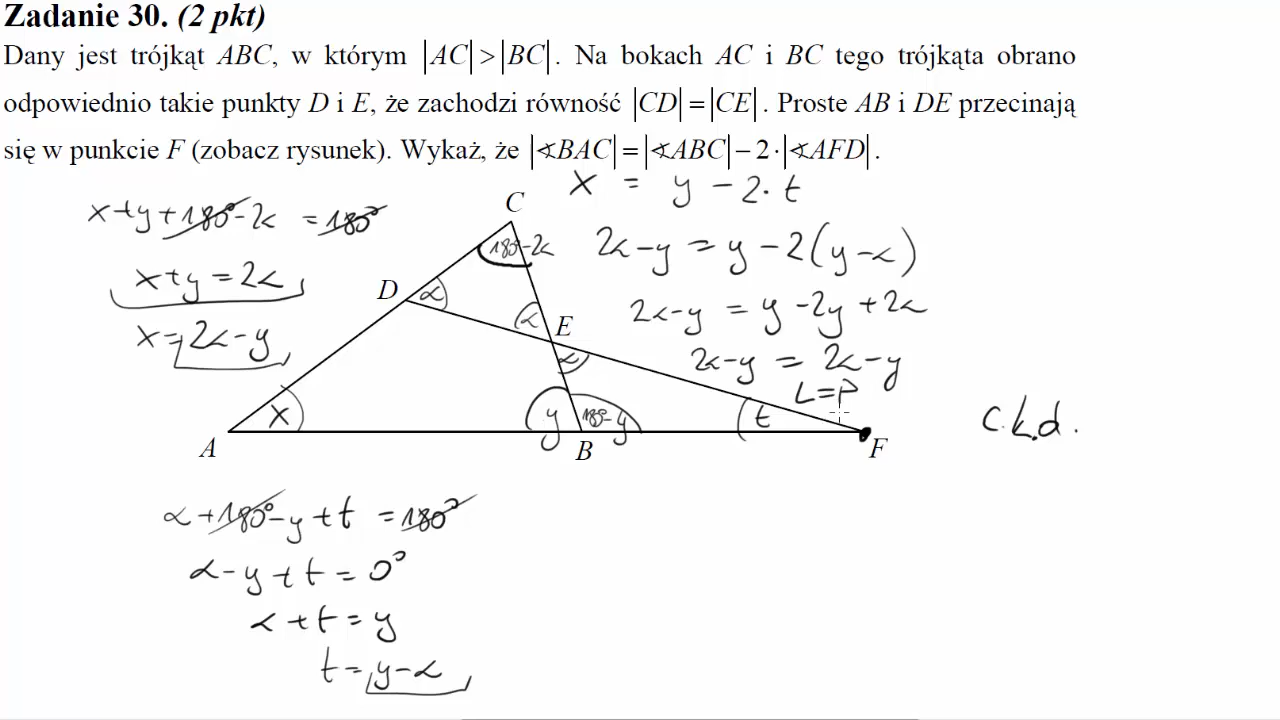 Zadanie 30. (2 pkt)
Dany jest trójkąt ABC, w którym |AC|>|BC|. Na bokach AC i BC tego trójkąta obrano
odpowiednio takie punkty D i E, że zachodzi równość |CD|=|CE|. Proste AB i DE przecinają
się w punkcie F (zobacz rysunek). Wykaż, że |∢BAC|=|∢ABC|−2·|∢AFD|.
x = y − 2· t
x+y+180°−2α = 180°
x+y = 2α
x = 2α−y
C
180°−2α
D
α
α
E
α
x
y
180°−y
t
A
B
F
2α−y = y−2(y−α)
2α−y = y−2y+2α
2α−y = 2α−y
L=P
c.k.d.
α+180°−y+t = 180°
α−y+t = 0°
α+t = y
t = y−α